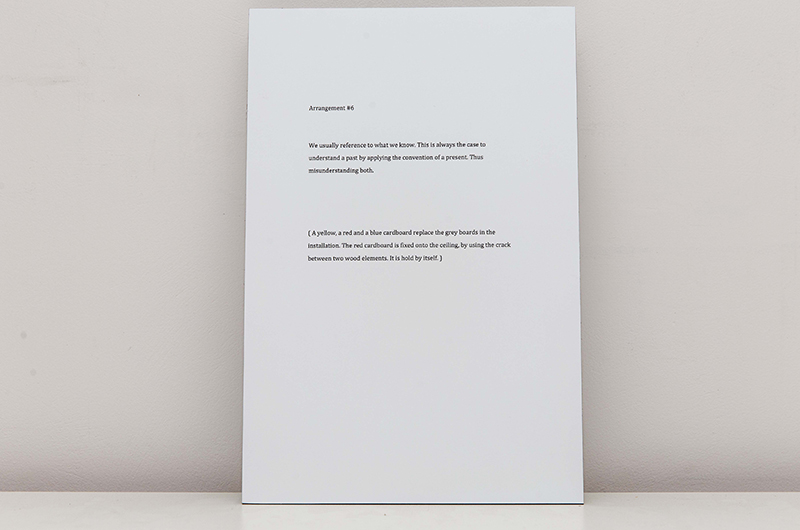 Arrangement #6
We usually reference to what we know. This is always the case to
understand a past by applying the convention of a present. Thus
misunderstanding both.
( A yellow, a red and a blue cardboard replace the grey boards in the
installation. The red cardboard is fixed onto the ceiling, by using the crack
between two wood elements. It is hold by itself. )